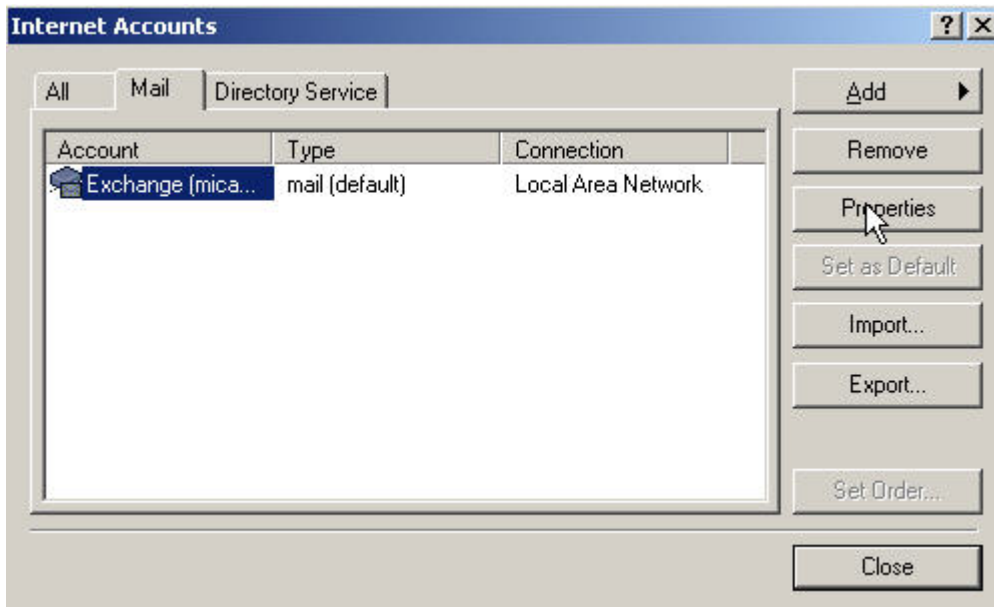 Internet Accounts
All Mail Directory Service
Add
Account Type Connection
Remove
Exchange (mica... mail (default) Local Area Network
Properties
Set as Default
Import...
Export...
Set Order...
Close